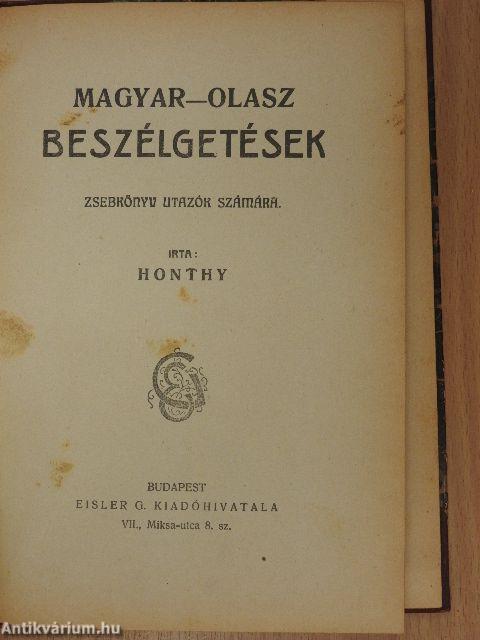 MAGYAR—OLASZ
BESZÉLGETÉSEK
ZSEBKÖNYV UTAZÓK SZÁMÁRA.
IRTA:
HONTHY
BUDAPEST
EISLER G. KIADÓHIVATALA
VII., Miksa-utca 8. sz.
Antikvárium.hu